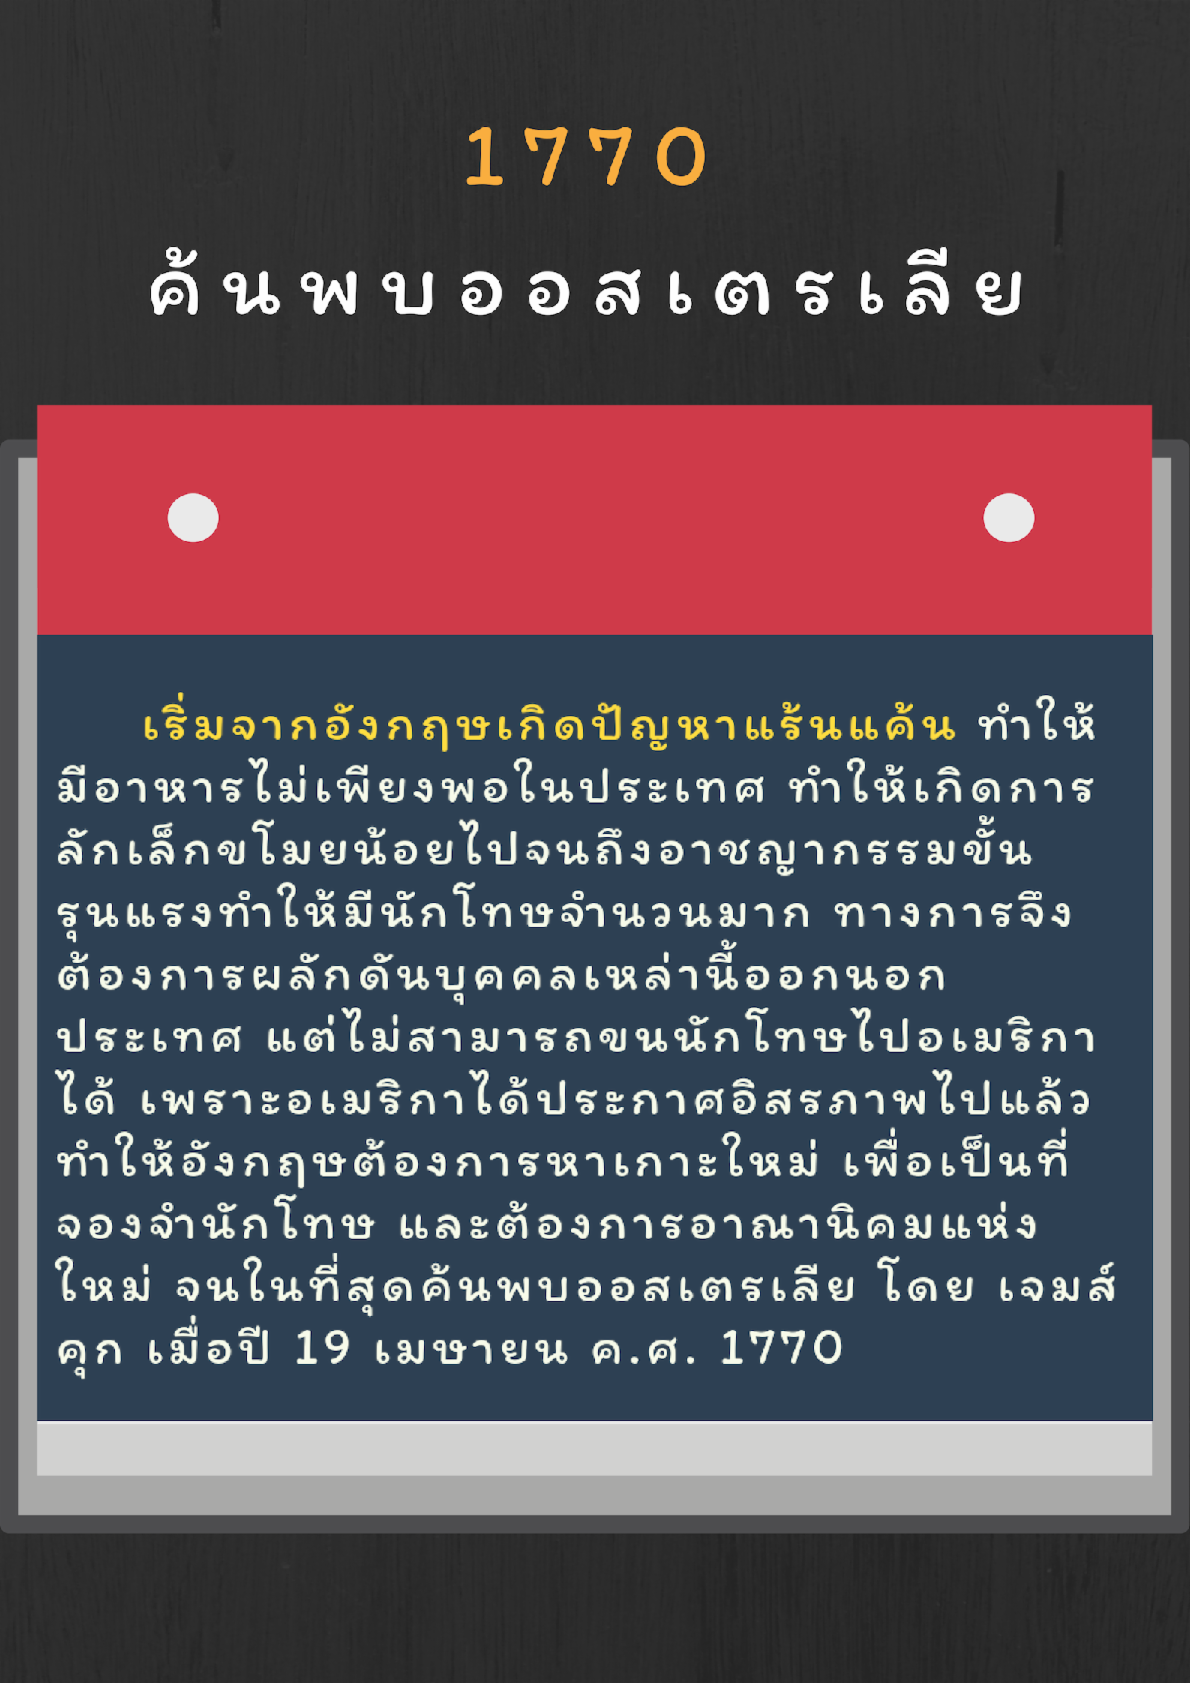 1770
ค้นพบออสเตรเลีย
เริ่มจากอังกฤษเกิดปัญหาแร้นแค้น ทำให้
มีอาหารไม่เพียงพอในประเทศ ทำให้เกิดการ
ลักเล็กขโมยน้อยไปจนถึงอาชญากรรมขั้น
รุนแรงทำให้มีนักโทษจำนวนมาก ทางการจึง
ต้องการผลักดันบุคคลเหล่านี้ออกนอก
ประเทศ แต่ไม่สามารถขนนักโทษไปอเมริกา
ได้ เพราะอเมริกาได้ประกาศอิสรภาพไปแล้ว
ทำให้อังกฤษต้องการหาเกาะใหม่ เพื่อเป็นที่
จองจำนักโทษ และต้องการอาณานิคมแห่ง
ใหม่ จนในที่สุดค้นพบออสเตรเลีย โดย เจมส์
คุก เมื่อปี 19 เมษายน ค.ศ. 1770